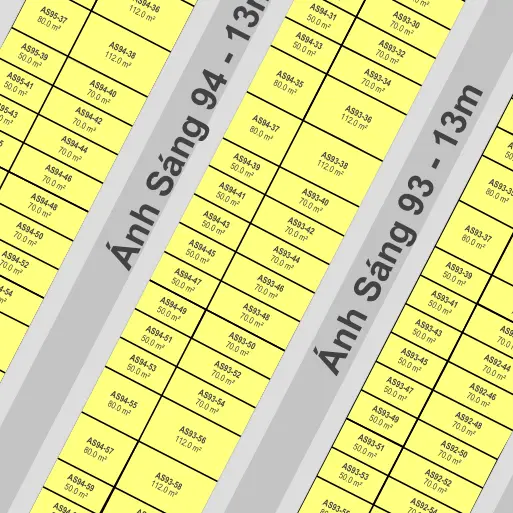 AS95-37
80.0 m²
AS95-39
50.0 m²
AS95-41
50.0 m²
AS94-36
112.0 m²
AS94-38
112.0 m²
AS94-40
70.0 m²
AS94-42
70.0 m²
AS94-44
70.0 m²
AS94-46
70.0 m²
AS94-48
70.0 m²
AS94-50
70.0 m²
AS94-52
70.0 m²
Ánh Sáng 94 - 13m
AS94-31
50.0 m²
AS94-33
50.0 m²
AS94-35
80.0 m²
AS94-37
80.0 m²
AS94-39
50.0 m²
AS94-41
50.0 m²
AS94-43
50.0 m²
AS94-45
50.0 m²
AS94-47
50.0 m²
AS94-49
50.0 m²
AS94-51
50.0 m²
AS94-53
50.0 m²
AS94-55
80.0 m²
AS94-57
80.0 m²
AS94-59
50.0 m²
AS93-30
70.0 m²
AS93-32
70.0 m²
AS93-34
70.0 m²
AS93-36
112.0 m²
AS93-38
112.0 m²
AS93-40
70.0 m²
AS93-42
70.0 m²
AS93-44
70.0 m²
AS93-46
70.0 m²
AS93-48
70.0 m²
AS93-50
70.0 m²
AS93-52
70.0 m²
AS93-54
70.0 m²
AS93-56
112.0 m²
AS93-58
112.0 m²
Ánh Sáng 93 - 13m
AS93-37
80.0 m²
AS93-39
50.0 m²
AS93-41
50.0 m²
AS93-43
50.0 m²
AS93-45
50.0 m²
AS93-47
50.0 m²
AS93-49
50.0 m²
AS93-51
50.0 m²
AS93-53
50.0 m²
AS92-44
70.0 m²
AS92-46
70.0 m²
AS92-48
70.0 m²
AS92-50
70.0 m²
AS92-52
70.0 m²
AS92-54